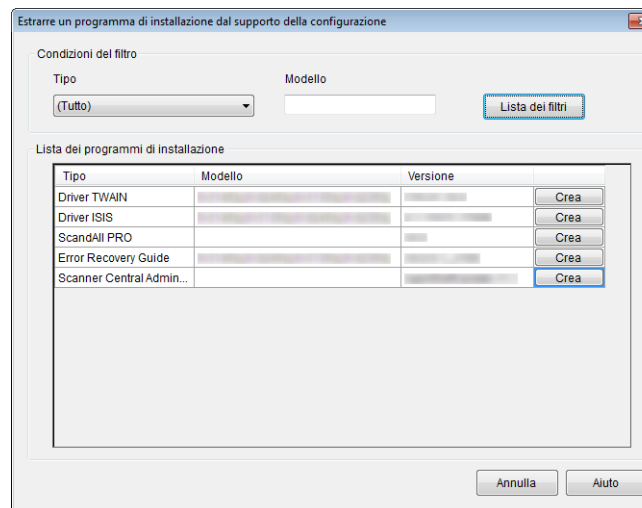 Estrarre un programma di installazione dal supporto della configurazione
Condizioni del filtro
Tipo Modello
(Tutto) Lista dei filtri
Lista dei programmi di installazione
Tipo Modello Versione
Driver TWAIN Crea
Driver ISIS Crea
ScandAll PRO Crea
Error Recovery Guide Crea
Scanner Central Admin... Crea
Annulla Aiuto